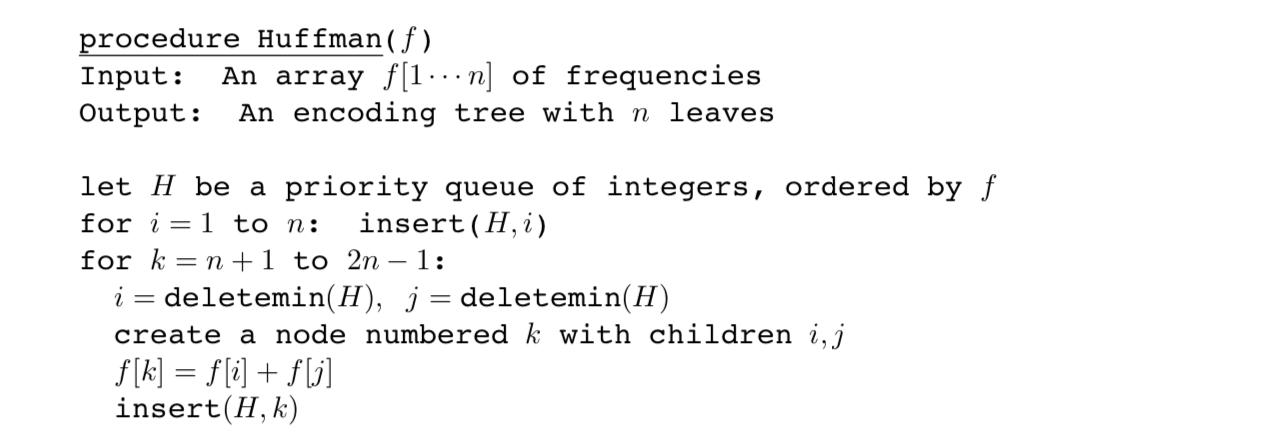 procedure Huffman(f)
Input: An array f[1···n] of frequencies
Output: An encoding tree with n leaves
let H be a priority queue of integers, ordered by f
for i = 1 to n: insert(H, i)
for k = n + 1 to 2n − 1:
i = deletemin(H), j = deletemin(H)
create a node numbered k with children i, j
f[k] = f[i] + f[j]
insert(H, k)